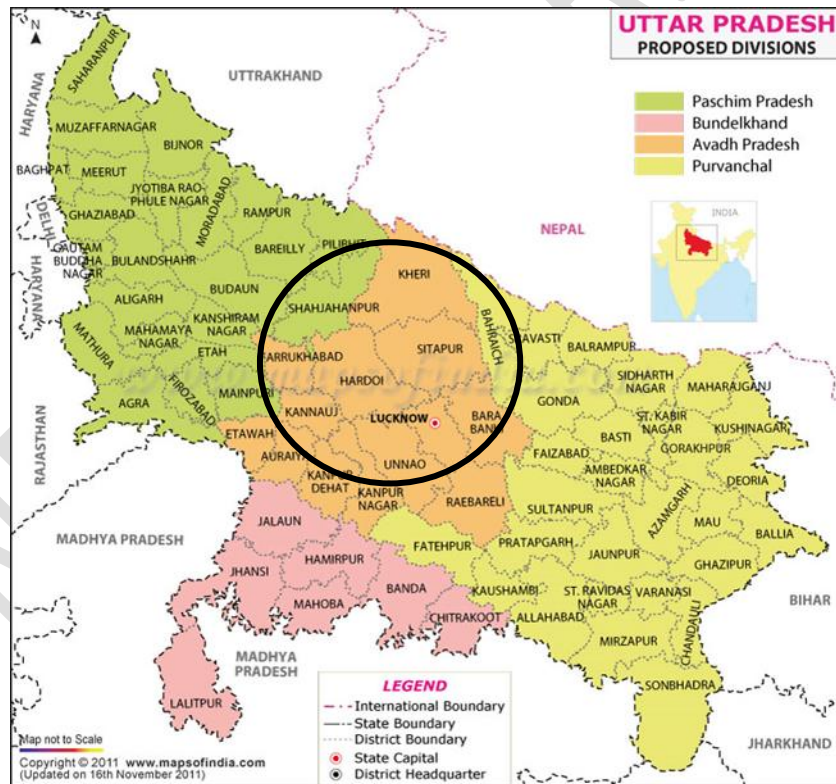 UTTAR PRADESH
PROPOSED DIVISIONS
N
Paschim Pradesh
Bundelkhand
Avadh Pradesh
Purvanchal
INDIA
UTTRAKHAND
HARYANA
DELHI
HARYANA
RAJASTHAN
NEPAL
MADHYA PRADESH
MADHYA
PRADESH
BIHAR
JHARKHAND
SAHARANPUR
MUZAFFARNAGAR
BIJNOR
BAGHPAT
MEERUT
JYOTIBA RAO-
PHULE NAGAR
MORADABAD
RAMPUR
GHAZIABAD
GAUTAM
BUDDHA
NAGAR
BULANDSHAHR
BAREILLY
PILIBHIT
KHERI
BUDAUN
SHAHJAHANPUR
ALIGARH
KANSHIRAM
NAGAR
MATHURA
MAHAMAYA
NAGAR
ETAH
FARRUKHABAD
SITAPUR
BAHRAICH
SRAVASTI
BALRAMPUR
HARDOI
AGRA
FIROZABAD
MAINPURI
KANNAUJ
LUCKNOW
BARA
BANKI
GONDA
SIDHARTH
NAGAR
MAHARAJGANJ
ST. KABIR
NAGAR
KUSHINAGAR
BASTI
GORAKHPUR
ETAWAH
AURAIYA
UNNAO
FAIZABAD
AMBEDKAR
NAGAR
DEORIA
KANPUR
DEHAT
KANPUR
NAGAR
RAEBARELI
SULTANPUR
AZAMGARH
MAU
BALLIA
JALAUN
FATEHPUR
PRATAPGARH
JAUNPUR
GHAZIPUR
JHANSI
HAMIRPUR
BANDA
KAUSHAMBI
ST. RAVIDAS
NAGAR
VARANASI
MAHOBA
CHITRAKOOT
ALLAHABAD
MIRZAPUR
CHANDAULI
SONBHADRA
LALITPUR
LEGEND
International Boundary
State Boundary
District Boundary
State Capital
District Headquarter
Map not to Scale
Copyright © 2011 www.mapsofindia.com
(Updated on 16th November 2011)